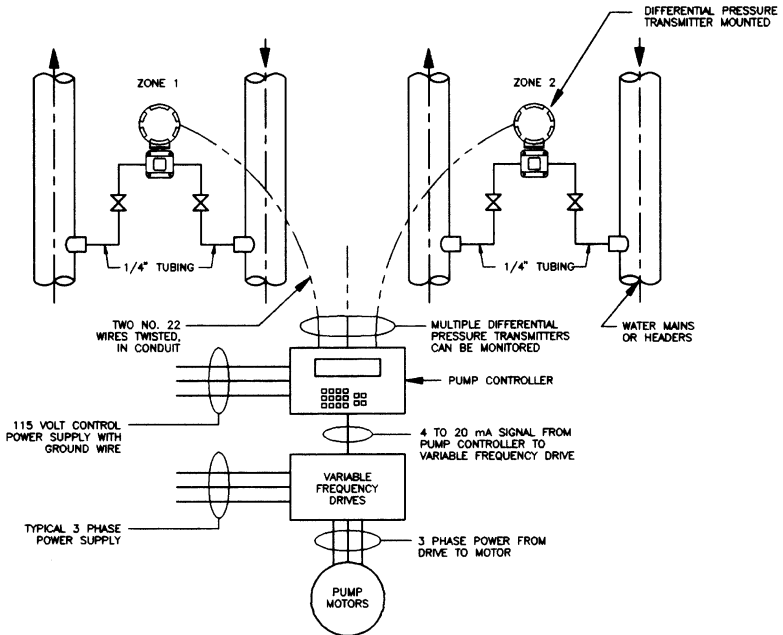 DIFFERENTIAL PRESSURE
TRANSMITTER MOUNTED
ZONE 1
ZONE 2
1/4" TUBING
1/4" TUBING
TWO NO. 22
WIRES TWISTED,
IN CONDUIT
MULTIPLE DIFFERENTIAL
PRESSURE TRANSMITTERS
CAN BE MONITORED
WATER MAINS
OR HEADERS
PUMP CONTROLLER
115 VOLT CONTROL
POWER SUPPLY WITH
GROUND WIRE
4 TO 20 mA SIGNAL FROM
PUMP CONTROLLER TO
VARIABLE FREQUENCY DRIVE
VARIABLE
FREQUENCY
DRIVES
TYPICAL 3 PHASE
POWER SUPPLY
3 PHASE POWER FROM
DRIVE TO MOTOR
PUMP
MOTORS